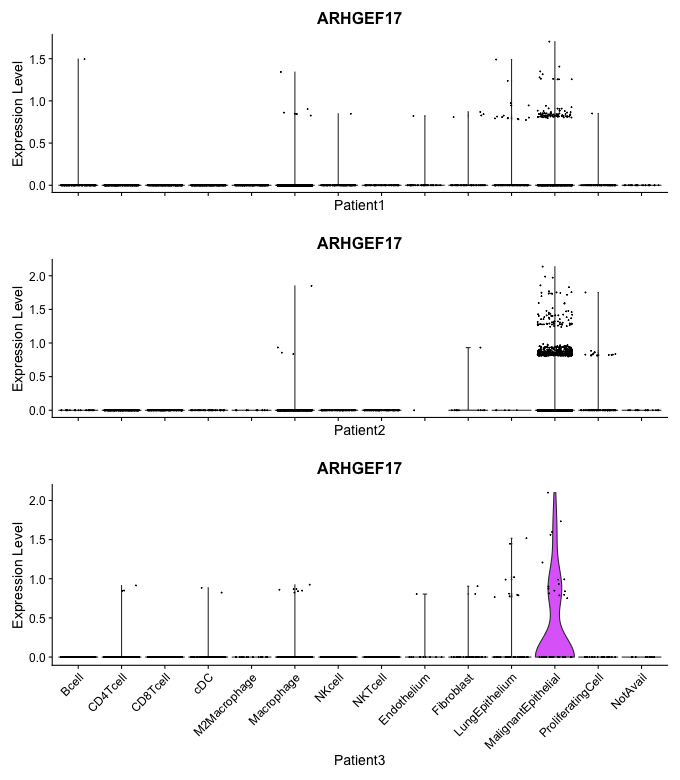 ARHGEF17
Expression Level
1.5
1.0
0.5
0.0
Patient1
ARHGEF17
Expression Level
2.0
1.5
1.0
0.5
0.0
Patient2
ARHGEF17
Expression Level
2.0
1.5
1.0
0.5
0.0
Bcell
CD4Tcell
CD8Tcell
cDC
M2Macrophage
Macrophage
NKcell
NKTcell
Endothelium
Fibroblast
LungEpithelium
MalignantEpithelial
ProliferatingCell
NotAvail
Patient3